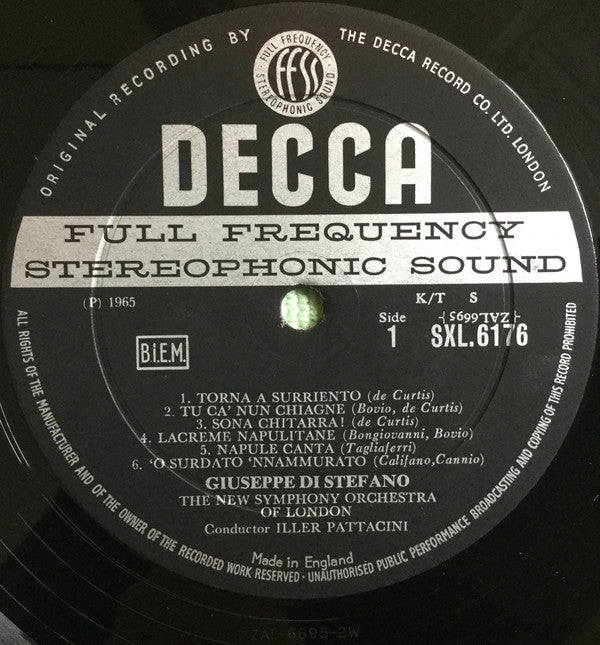 ORIGINAL RECORDING BY
THE DECCA RECORD CO. LTD. LONDON
FULL FREQUENCY
ffss
STEREOPHONIC SOUND
DECCA
FULL FREQUENCY
STEREOPHONIC SOUND
(P) 1965
K/T S
Side
1
-{ ZAL.6695 }-
SXL.6176
B.i.E.M.
1. TORNA A SURRIENTO (de Curtis)
2. TU CA' NUN CHIAGNE (Bovio, de Curtis)
3. SONA CHITARRA! (de Curtis)
4. LACREME NAPULITANE (Bongiovanni, Bovio)
5. NAPULE CANTA (Tagliaferri)
6. 'O SURDATO 'NNAMMURATO (Califano,Cannio)
GIUSEPPE DI STEFANO
THE NEW SYMPHONY ORCHESTRA
OF LONDON
Conductor ILLER PATTACINI
Made in England
ALL RIGHTS OF THE MANUFACTURER AND OF THE OWNER OF THE RECORDED WORK RESERVED · UNAUTHORISED PUBLIC PERFORMANCE BROADCASTING AND COPYING OF THIS RECORD PROHIBITED
ZAL-6695-2W